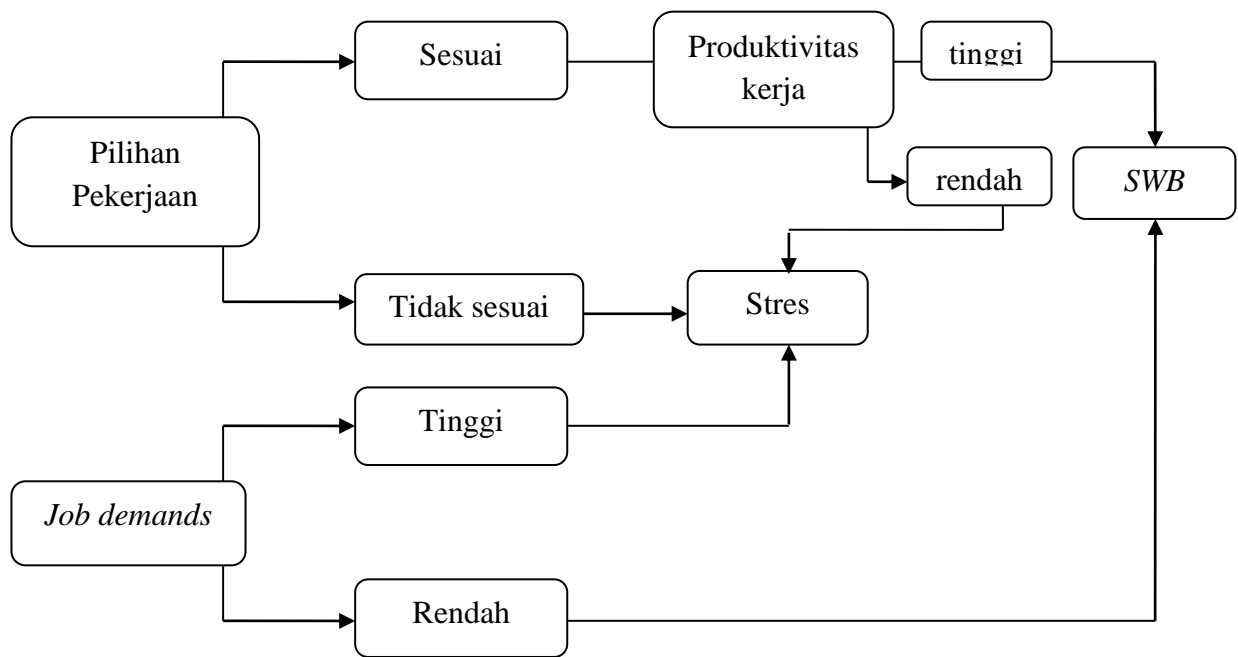 Sesuai
Produktivitas
kerja
tinggi
Pilihan
Pekerjaan
rendah
SWB
Tidak sesuai
Stres
Tinggi
Job demands
Rendah